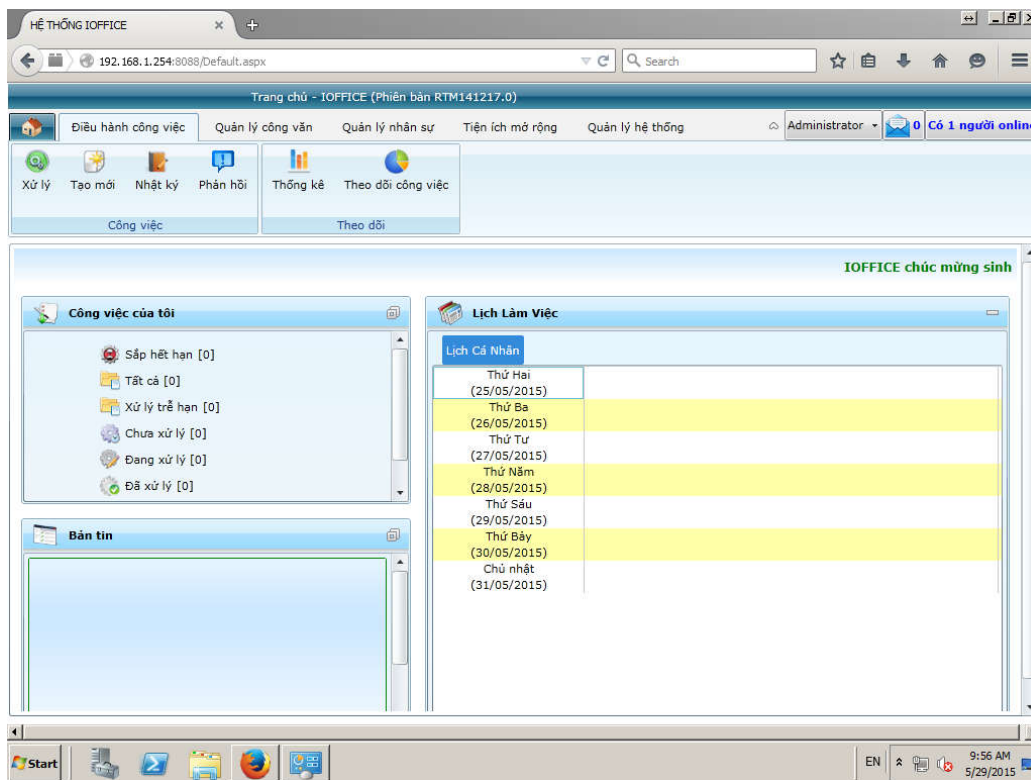 HỆ THỐNG IOFFICE
192.168.1.254:8088/Default.aspx
Search
Trang chủ - IOFFICE (Phiên bản RTM141217.0)
Điều hành công việc
Quản lý công văn
Quản lý nhân sự
Tiện ích mở rộng
Quản lý hệ thống
Administrator
0
Có 1 người online
Xử lý
Tạo mới
Nhật ký
Phản hồi
Thống kê
Theo dõi công việc
Công việc
Theo dõi
IOFFICE chúc mừng sinh
Công việc của tôi
Sắp hết hạn [0]
Tất cả [0]
Xử lý trễ hạn [0]
Chưa xử lý [0]
Đang xử lý [0]
Đã xử lý [0]
Bản tin
Lịch Làm Việc
Lịch Cá Nhân
Thứ Hai
(25/05/2015)
Thứ Ba
(26/05/2015)
Thứ Tư
(27/05/2015)
Thứ Năm
(28/05/2015)
Thứ Sáu
(29/05/2015)
Thứ Bảy
(30/05/2015)
Chủ nhật
(31/05/2015)
Start
EN
9:56 AM
5/29/2015